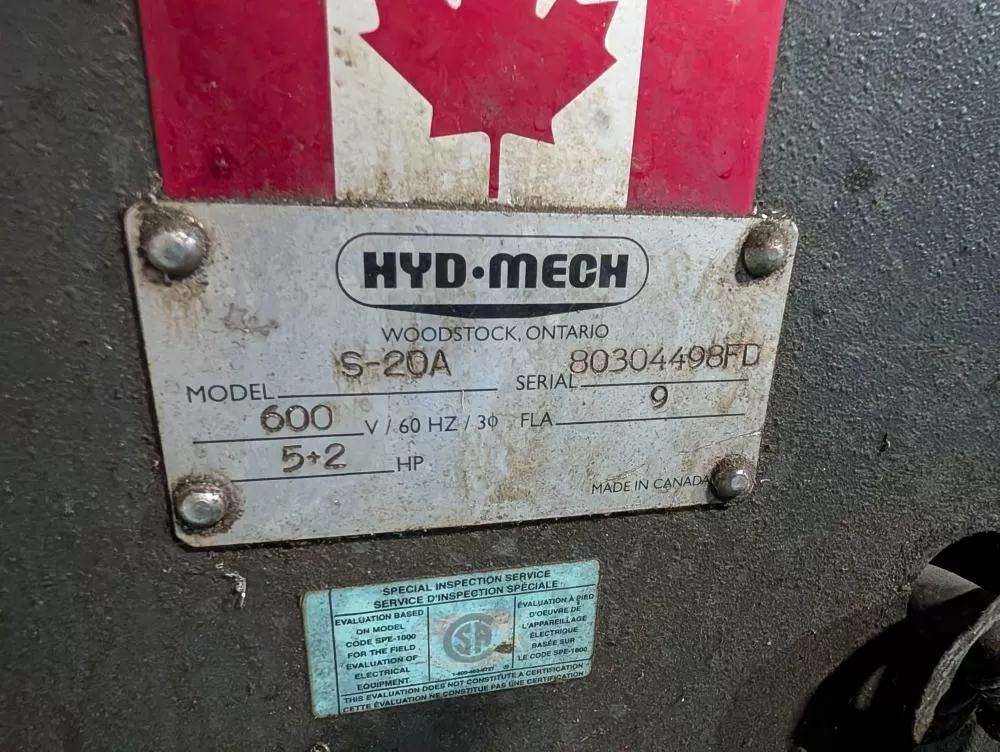 HYD·MECH
WOODSTOCK, ONTARIO
MODEL S-20A SERIAL 80304498FD
600 V / 60 HZ / 3Φ FLA 9
5+2 HP
MADE IN CANADA
SPECIAL INSPECTION SERVICE
SERVICE D'INSPECTION SPÉCIALE
EVALUATION BASED
ON MODEL
CODE SPE-1000
FOR THE FIELD
EVALUATION OF
ELECTRICAL
EQUIPMENT
SA
ÉVALUATION À PIED
D'OEUVRE DE
L'APPAREILLAGE
ÉLECTRIQUE
BASÉE SUR
LE CODE SPE-1000
THIS EVALUATION DOES NOT CONSTITUTE A CERTIFICATION
CETTE ÉVALUATION NE CONSTITUE PAS UNE CERTIFICATION